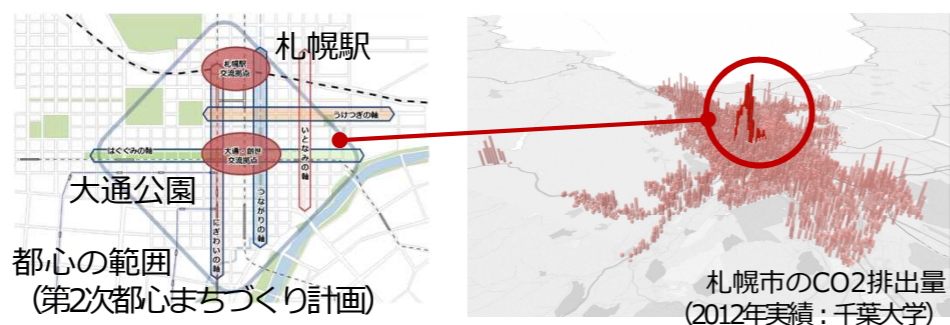 札幌駅
札幌駅
交流拠点
うけつぎの軸
はぐくみの軸
大通・創世
交流拠点
いとなみの軸
大通公園
つながりの軸
にぎわいの軸
都心の範囲
(第2次都心まちづくり計画)
札幌市のCO2排出量
(2012年実績:千葉大学)